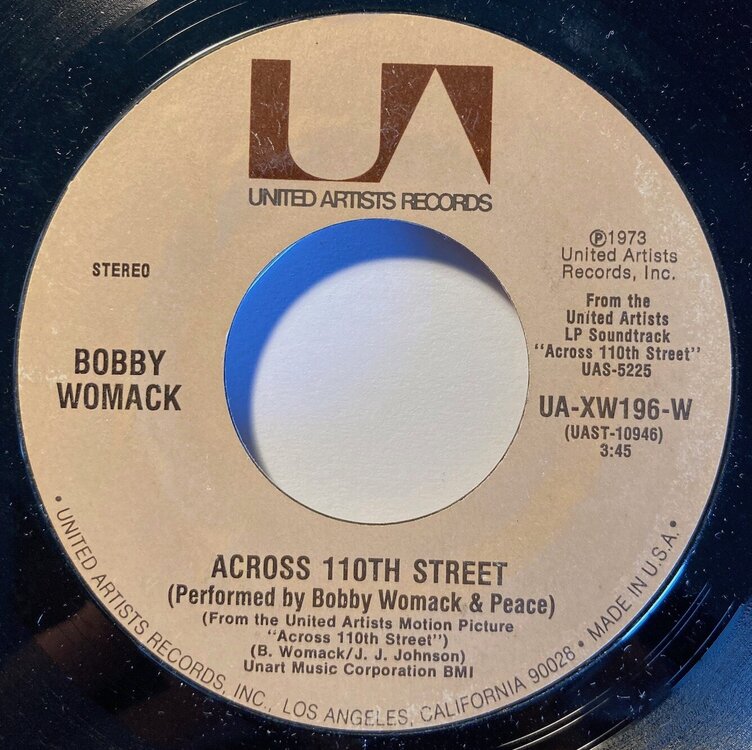 UA
UNITED ARTISTS RECORDS
STEREO
BOBBY
WOMACK
℗1973
United Artists
Records, Inc.
From the
United Artists
LP Soundtrack
"Across 110th Street"
UAS-5225
UA-XW196-W
(UAST-10946)
3:45
ACROSS 110TH STREET
(Performed by Bobby Womack & Peace)
(From the United Artists Motion Picture
"Across 110th Street")
(B. Womack/J. J. Johnson)
Unart Music Corporation BMI
• UNITED ARTISTS RECORDS, INC., LOS ANGELES, CALIFORNIA 90028 • MADE IN U.S.A. •